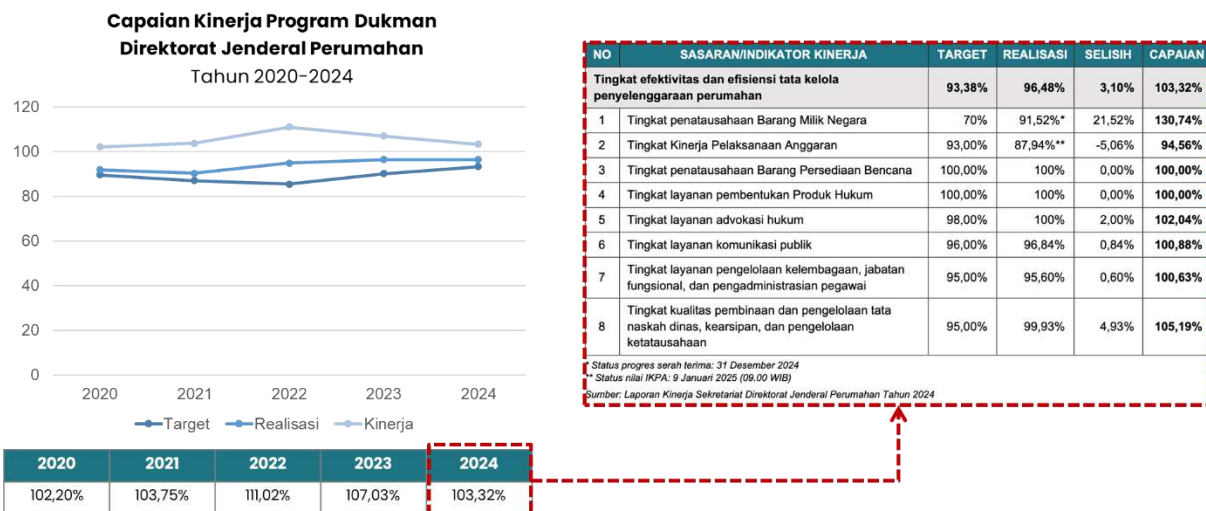 Capaian Kinerja Program Dukman
Direktorat Jenderal Perumahan
Tahun 2020-2024
120
100
80
60
40
20
0
2020 2021 2022 2023 2024
Target Realisasi Kinerja
2020 2021 2022 2023 2024
102,20% 103,75% 111,02% 107,03% 103,32%
NO SASARAN/INDIKATOR KINERJA TARGET REALISASI SELISIH CAPAIAN
Tingkat efektivitas dan efisiensi tata kelola
penyelenggaraan perumahan 93,38% 96,48% 3,10% 103,32%
1 Tingkat penatausahaan Barang Milik Negara 70% 91,52%* 21,52% 130,74%
2 Tingkat Kinerja Pelaksanaan Anggaran 93,00% 87,94%** -5,06% 94,56%
3 Tingkat penatausahaan Barang Persediaan Bencana 100,00% 100% 0,00% 100,00%
4 Tingkat layanan pembentukan Produk Hukum 100,00% 100% 0,00% 100,00%
5 Tingkat layanan advokasi hukum 98,00% 100% 2,00% 102,04%
6 Tingkat layanan komunikasi publik 96,00% 96,84% 0,84% 100,88%
7 Tingkat layanan pengelolaan kelembagaan, jabatan
fungsional, dan pengadministrasian pegawai 95,00% 95,60% 0,60% 100,63%
8 Tingkat kualitas pembinaan dan pengelolaan tata
naskah dinas, kearsipan, dan pengelolaan 95,00% 99,93% 4,93% 105,19%
ketatausahaan
* Status progres serah terima: 31 Desember 2024
** Status nilai IKPA: 9 Januari 2025 (09.00 WIB)
Sumber: Laporan Kinerja Sekretariat Direktorat Jenderal Perumahan Tahun 2024